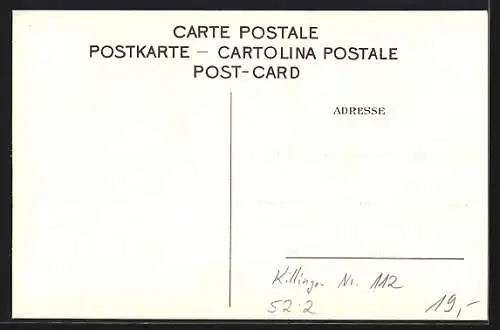 CARTE POSTALE
POSTKARTE – CARTOLINA POSTALE
POST-CARD
ADRESSE
Killinger Nr. 112
52.2
19,-